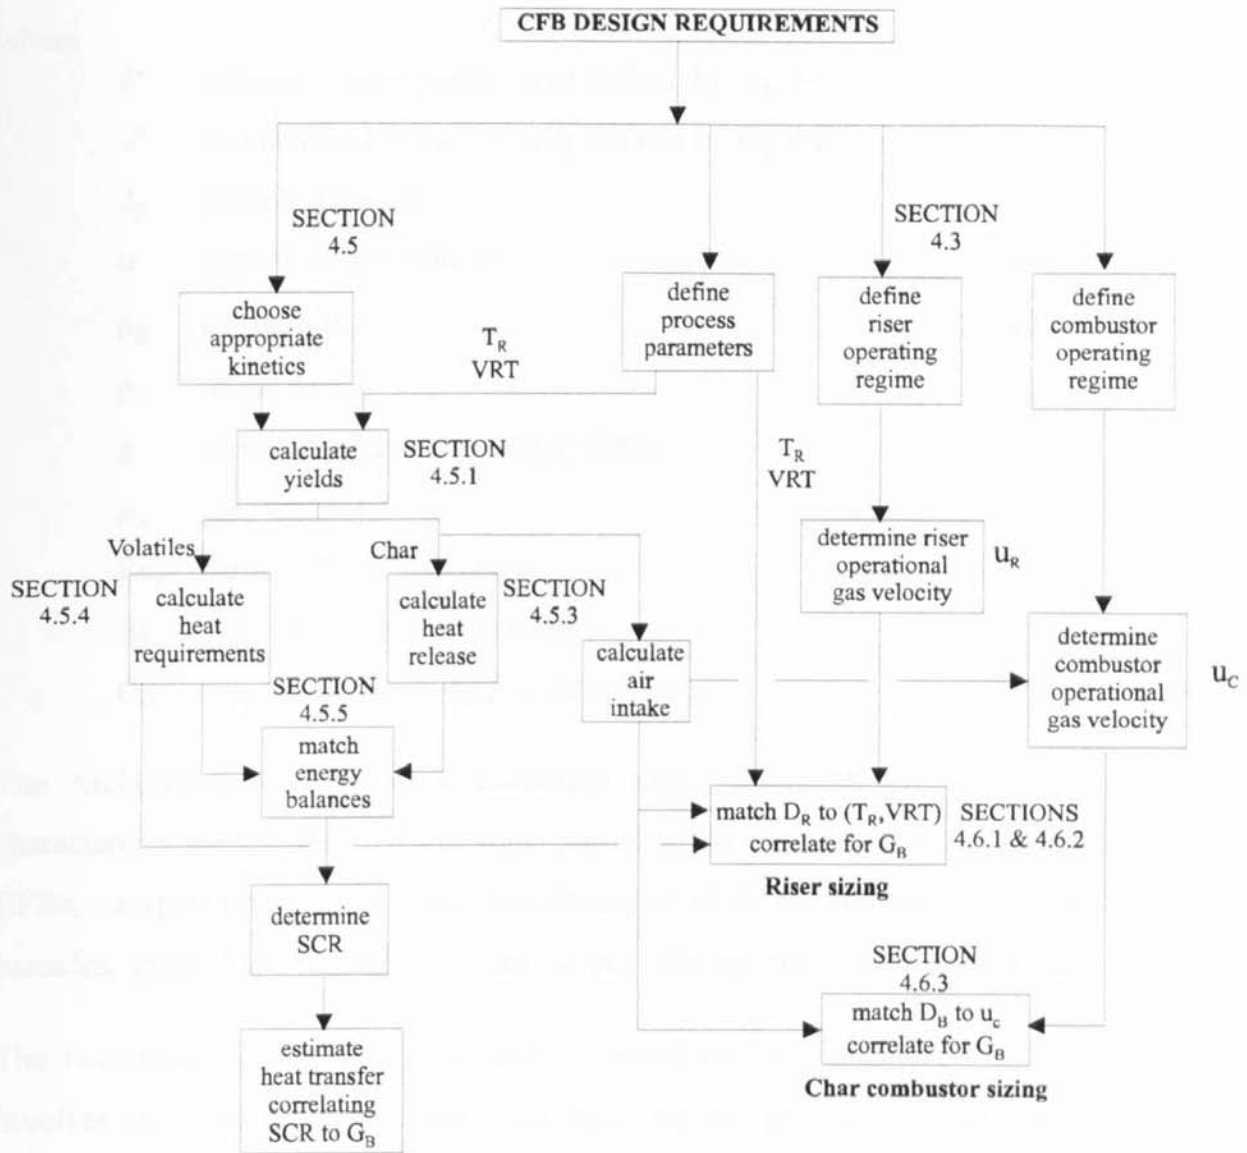 CFB DESIGN REQUIREMENTS
SECTION
4.5
SECTION
4.3
choose
appropriate
kinetics
define
process
parameters
define
riser
operating
regime
define
combustor
operating
regime
T_R
VRT
calculate
yields
SECTION
4.5.1
T_R
VRT
Volatiles
Char
determine riser
operational
gas velocity
u_R
SECTION
4.5.4
calculate
heat
requirements
calculate
heat
release
SECTION
4.5.3
calculate
air
intake
determine
combustor
operational
gas velocity
u_C
SECTION
4.5.5
match
energy
balances
match D_R to (T_R,VRT)
correlate for G_B
SECTIONS
4.6.1 & 4.6.2
Riser sizing
determine
SCR
SECTION
4.6.3
match D_B to u_c
correlate for G_B
Char combustor sizing
estimate
heat transfer
correlating
SCR to G_B